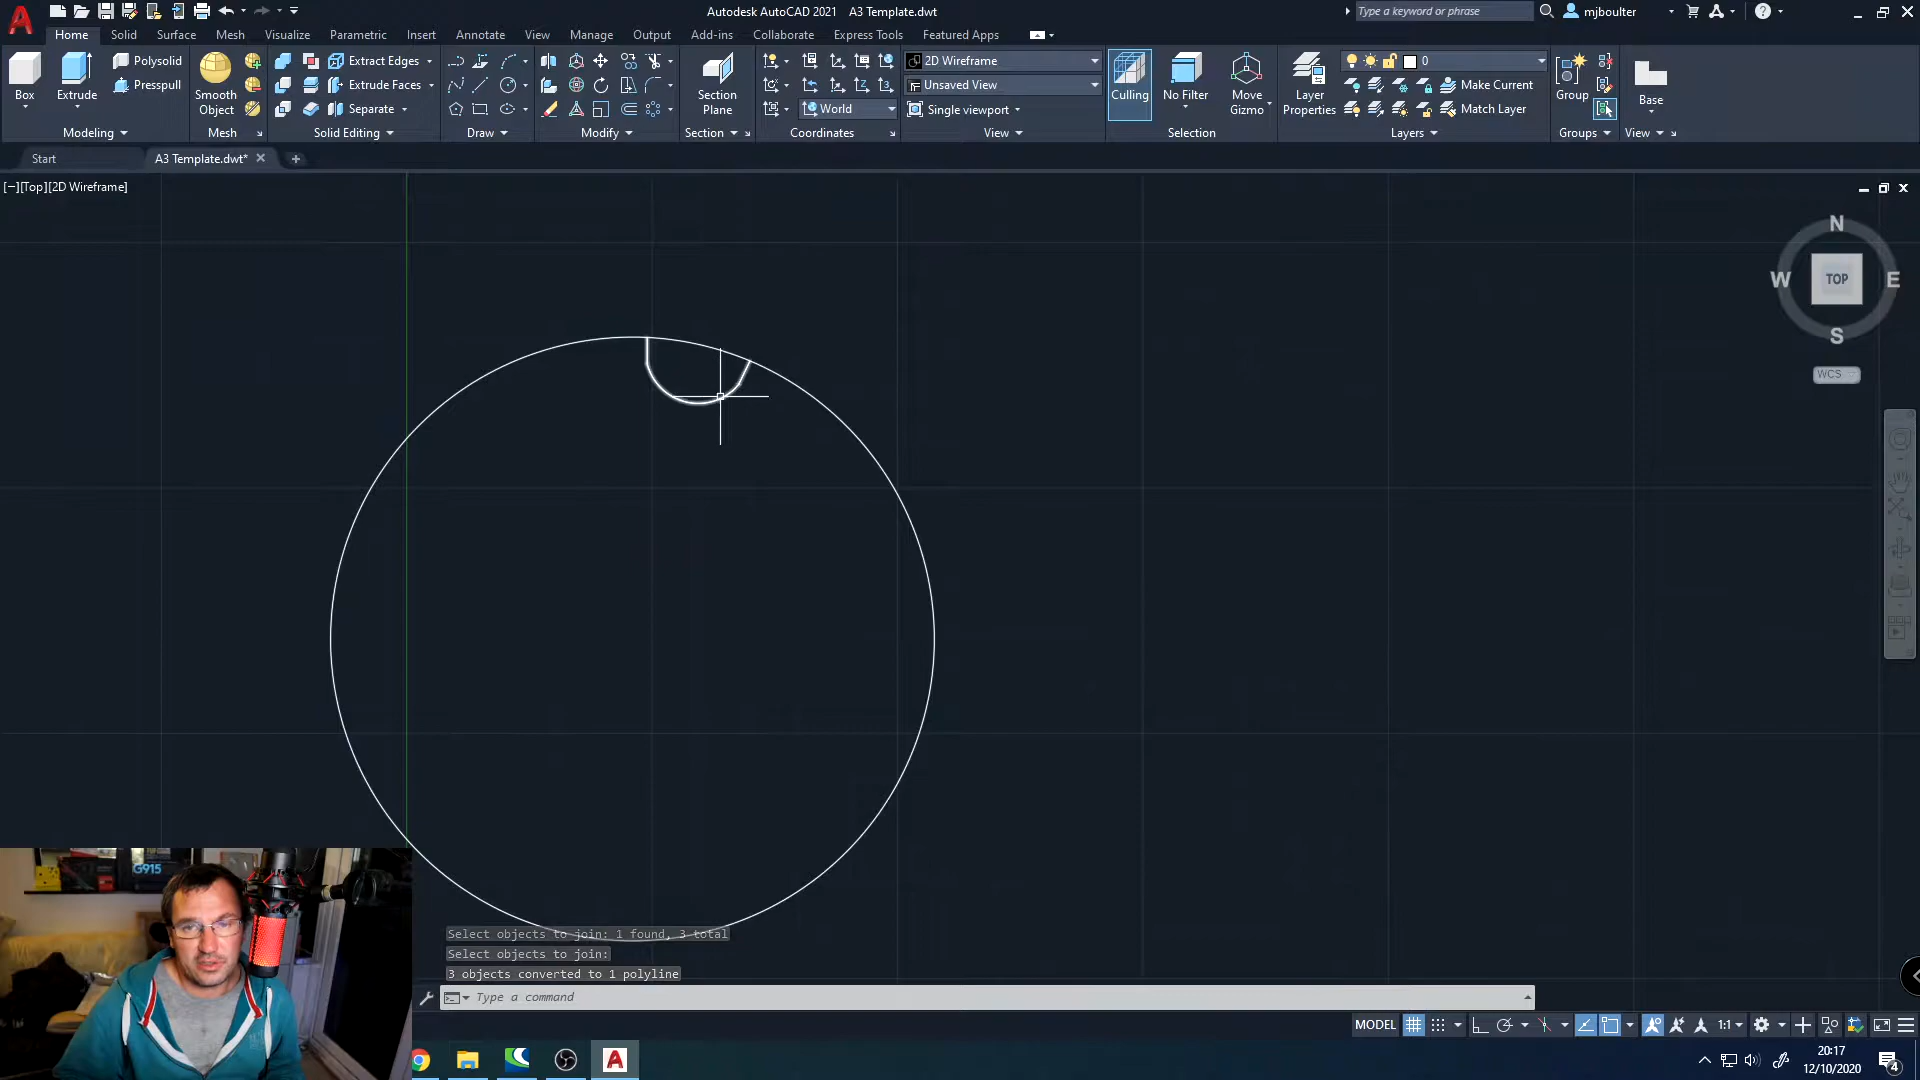 Autodesk AutoCAD 2021 A3 Template.dwt
Type a keyword or phrase
mjboulter
Home Solid Surface Mesh Visualize Parametric Insert Annotate View Manage Output Add-ins Collaborate Express Tools Featured Apps
Box
Extrude
Polysolid
Presspull
Modeling
Smooth Object
Mesh
Extract Edges
Extrude Faces
Separate
Solid Editing
Draw
Modify
Section Plane
Section
World
Coordinates
2D Wireframe
Unsaved View
Single viewport
View
Culling
No Filter
Move Gizmo
Selection
Layer Properties
0
Make Current
Match Layer
Layers
Group
Groups
Base
View
Start
A3 Template.dwt*
[−][Top][2D Wireframe]
N
W TOP E
S
WCS
G915
Select objects to join: 1 found, 3 total
Select objects to join:
3 objects converted to 1 polyline
Type a command
MODEL
1:1
20:17
12/10/2020
4